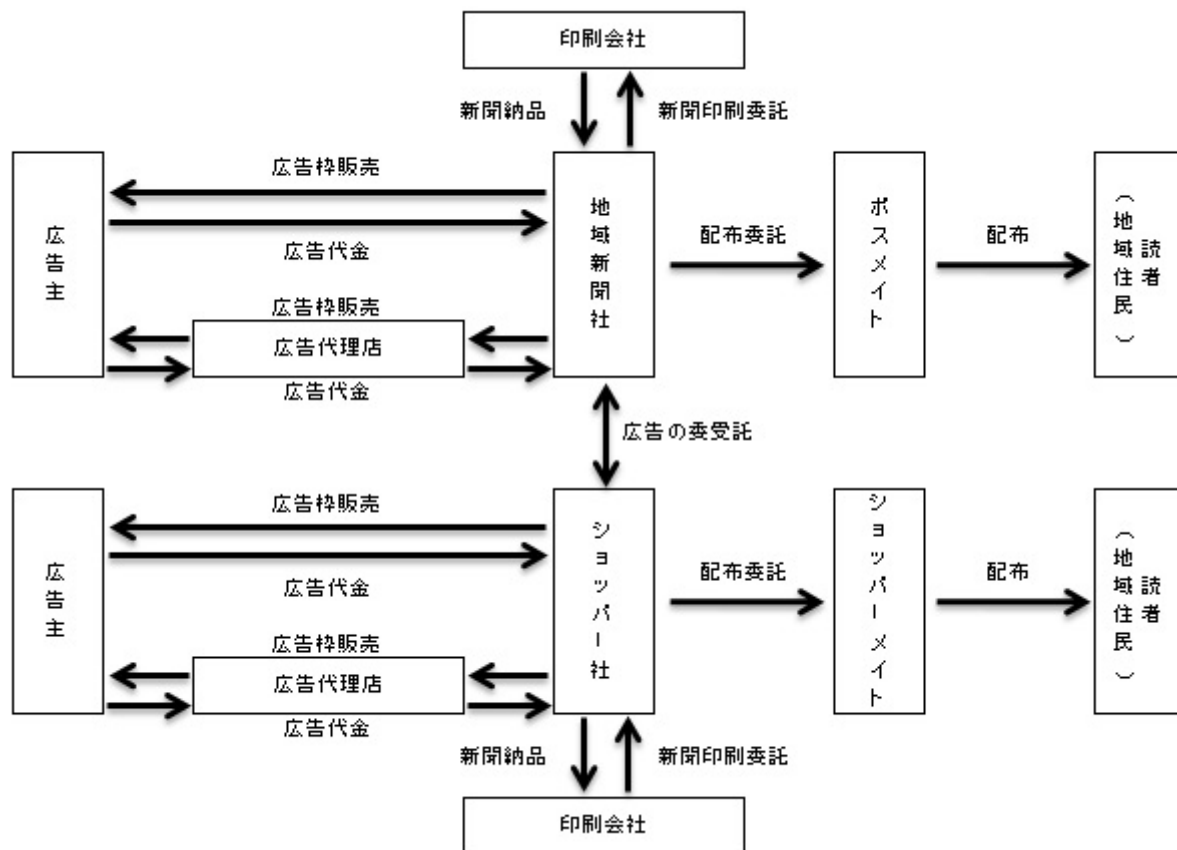 印刷会社
新聞納品
新聞印刷委託
広告枠販売
広告主
広告代金
地域新聞社
配布委託
ポスメイト
配布
読者
（地域住民）
広告枠販売
広告代理店
広告代金
広告の委受託
広告枠販売
広告主
広告代金
ショッパー社
配布委託
ショッパーメイト
配布
読者
（地域住民）
広告枠販売
広告代理店
広告代金
新聞納品
新聞印刷委託
印刷会社